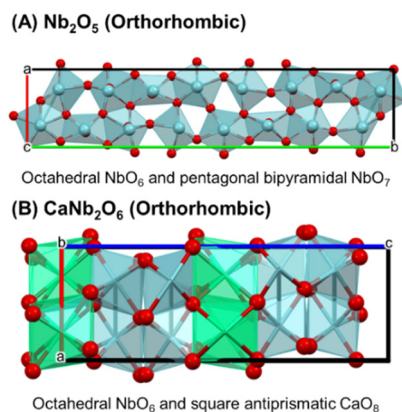 (A) Nb₂O₅ (Orthorhombic)
a
c
b
Octahedral NbO₆ and pentagonal bipyramidal NbO₇
(B) CaNb₂O₆ (Orthorhombic)
b
c
a
Octahedral NbO₆ and square antiprismatic CaO₈